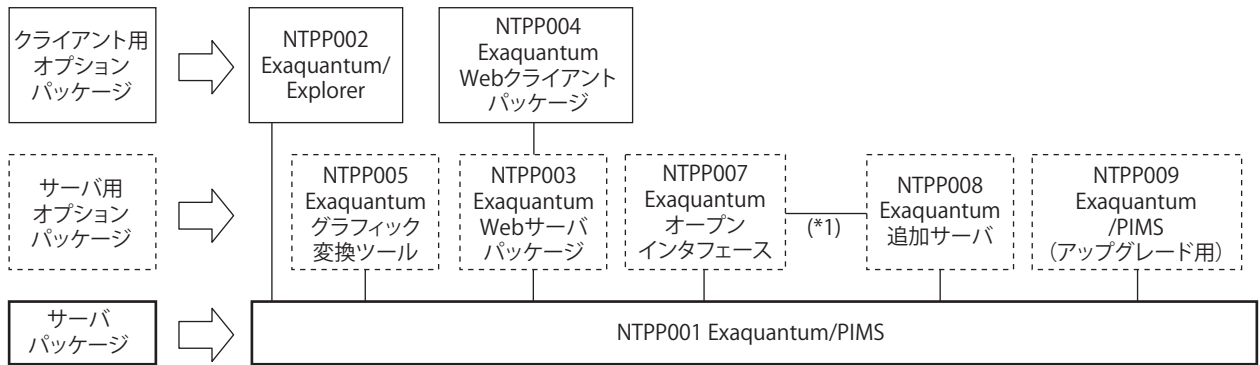 クライアント用
オプション
パッケージ
NTPP002
Exaquantum/
Explorer
NTPP004
Exaquantum
Webクライアント
パッケージ
サーバ用
オプション
パッケージ
NTPP005
Exaquantum
グラフィック
変換ツール
NTPP003
Exaquantum
Webサーバ
パッケージ
NTPP007
Exaquantum
オープン
インタフェース
(*1)
NTPP008
Exaquantum
追加サーバ
NTPP009
Exaquantum
/PIMS
(アップグレード用)
サーバ
パッケージ
NTPP001 Exaquantum/PIMS